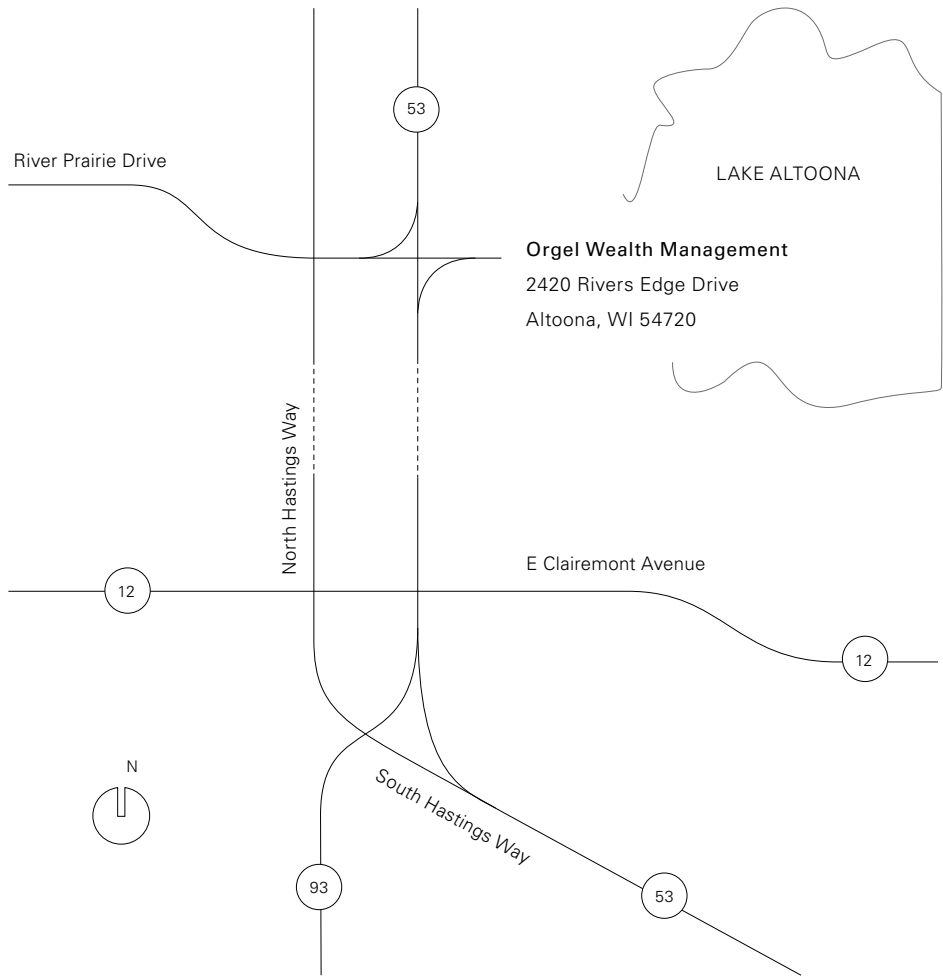 53
River Prairie Drive
LAKE ALTOONA
Orgel Wealth Management
2420 Rivers Edge Drive
Altoona, WI 54720
North Hastings Way
E Clairemont Avenue
12
12
N
South Hastings Way
93
53